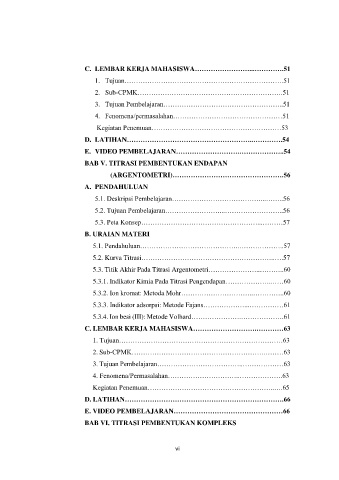 C. LEMBAR KERJA MAHASISWA……………………..………….51
1. Tujuan……………………………………………………………….51
2. Sub-CPMK………………………………………………………….51
3. Tujuan Pembelajaran……………………………………………….51
4. Fenomena/permasalahan……………………………………………51
Kegiatan Penemuan……………………………………………………53
D. LATIHAN……………………………………………………………54
E. VIDEO PEMBELAJARAN………………………………………….54
BAB V. TITRASI PEMBENTUKAN ENDAPAN
(ARGENTOMETRI)……………………………………………56
A. PENDAHULUAN
5.1. Deskripsi Pembelajaran…………………………………………….56
5.2. Tujuan Pembelajaran……………………………………………….56
5.3. Peta Konsep…………………………………………………………57
B. URAIAN MATERI
5.1. Pendahuluan…………………………………………………………57
5.2. Kurva Titrasi…………………………………………………………57
5.3. Titik Akhir Pada Titrasi Argentometri………………………………60
5.3.1. Indikator Kimia Pada Titrasi Pengendapan………………………60
5.3.2. Ion kromat: Metoda Mohr…………………………………………60
5.3.3. Indikator adsorpsi: Metode Fajans………………………………61
5.3.4. Ion besi (III): Metode Volhard……………………………………61
C. LEMBAR KERJA MAHASISWA……………………………………63
1. Tujuan…………………………………………………………………63
2. Sub-CPMK……………………………………………………………63
3. Tujuan Pembelajaran…………………………………………………63
4. Fenomena/Permasalahan……………………………………………63
Kegiatan Penemuan……………………………………………………65
D. LATIHAN………………………………………………………………66
E. VIDEO PEMBELAJARAN……………………………………………66
BAB VI. TITRASI PEMBENTUKAN KOMPLEKS
vi